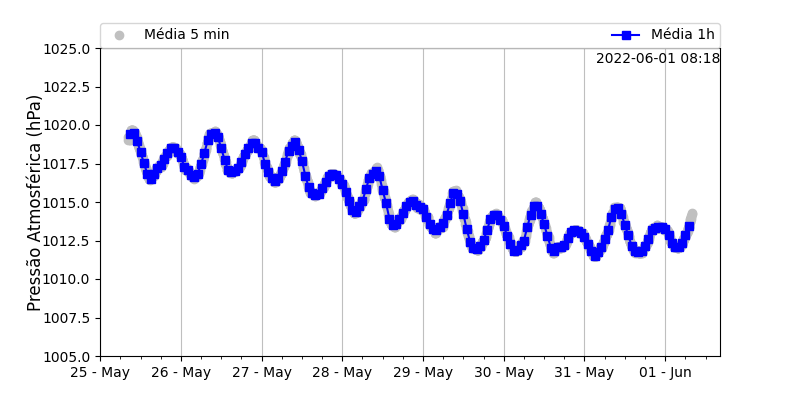 Média 5 min
Média 1h
2022-06-01 08:18
Pressão Atmosférica (hPa)
1025.0
1022.5
1020.0
1017.5
1015.0
1012.5
1010.0
1007.5
1005.0
25 - May
26 - May
27 - May
28 - May
29 - May
30 - May
31 - May
01 - Jun